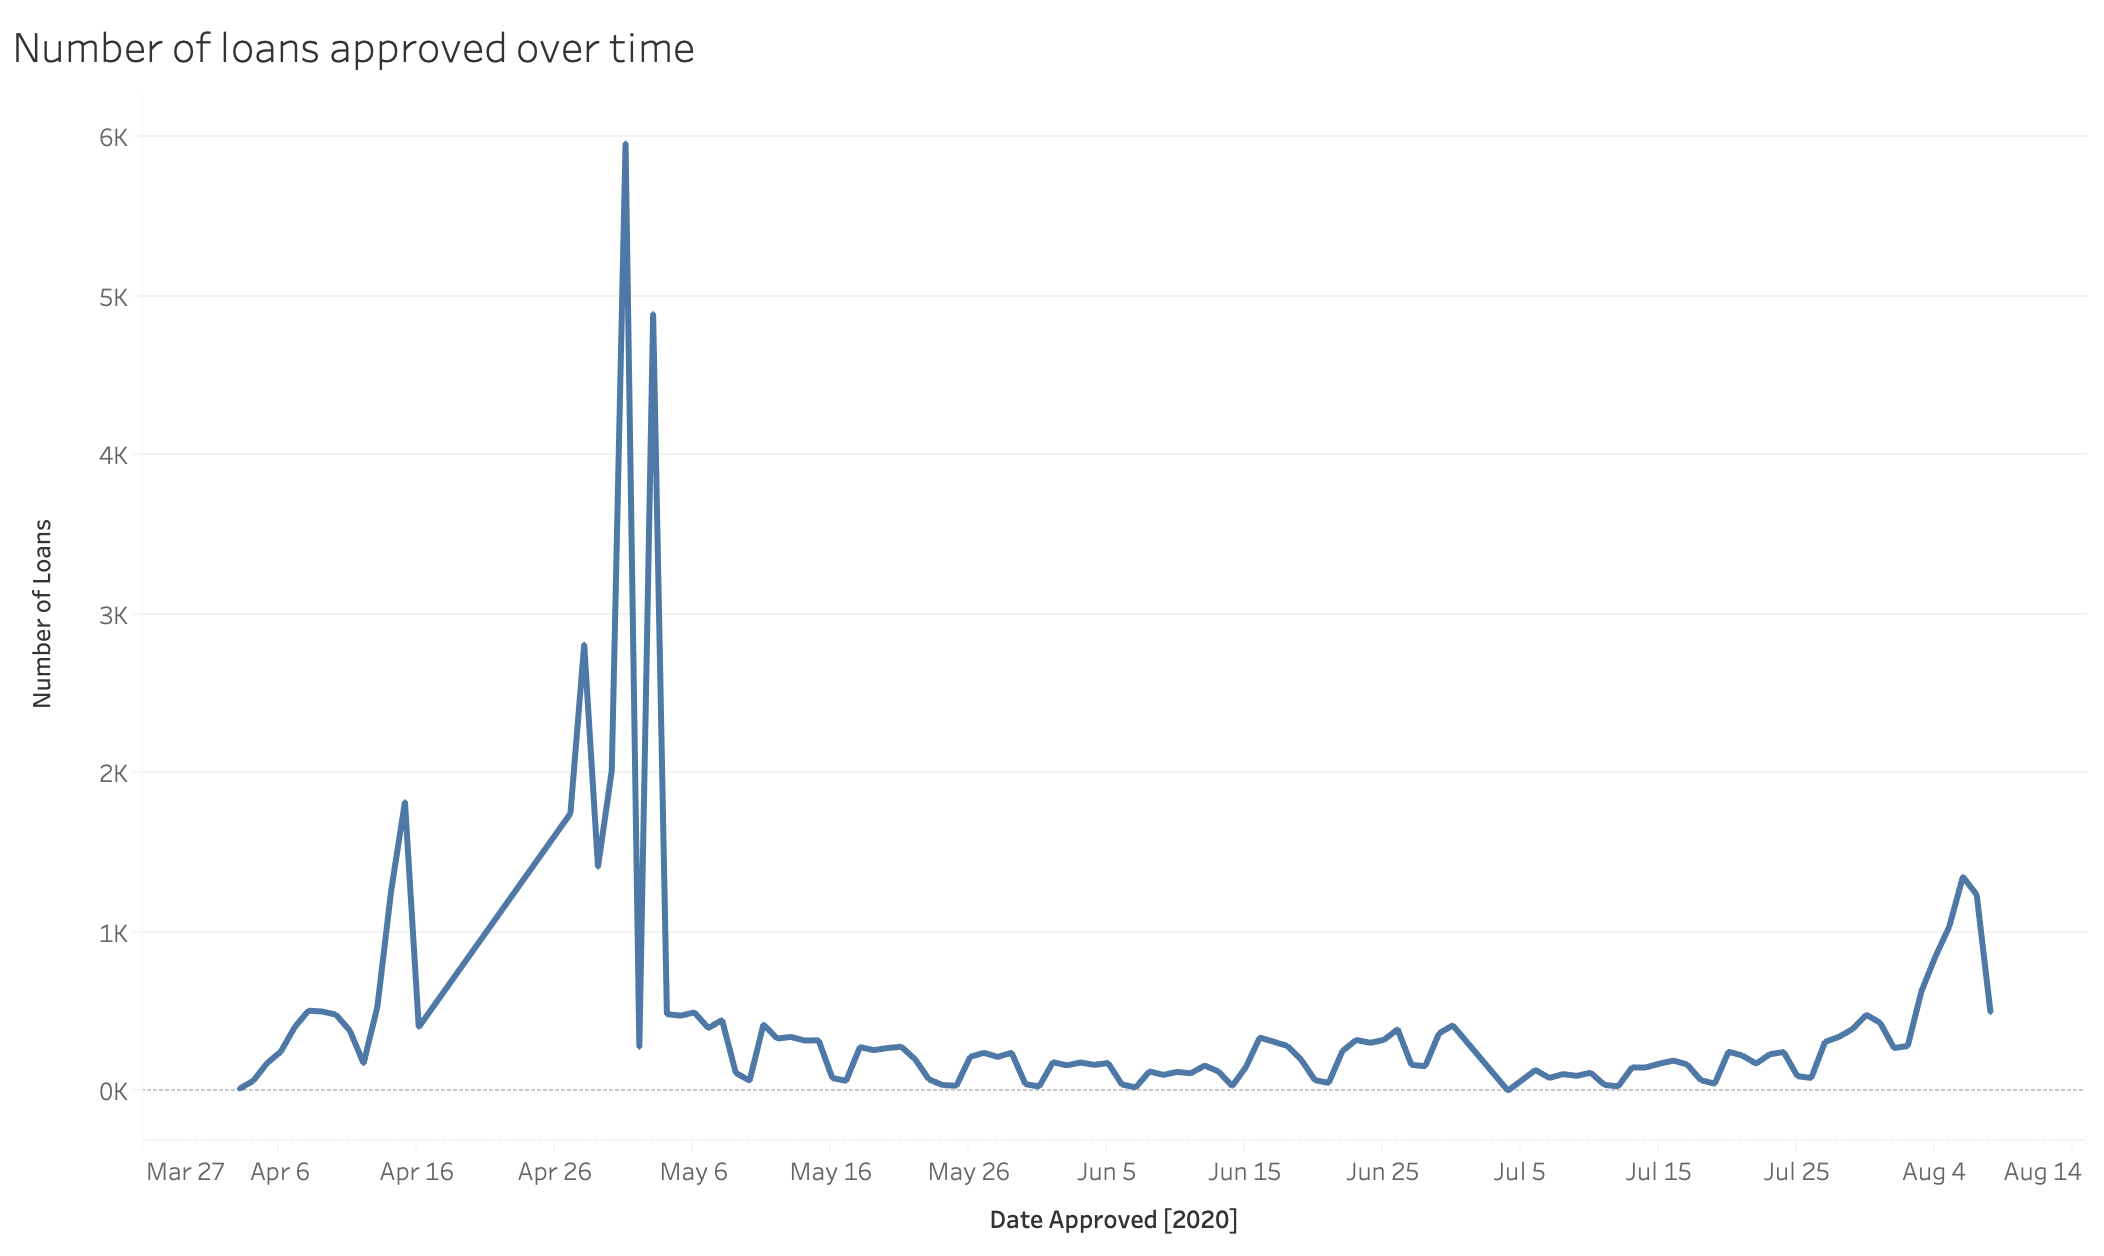 Number of loans approved over time
6K
5K
4K
3K
2K
1K
0K
Number of Loans
Mar 27 Apr 6 Apr 16 Apr 26 May 6 May 16 May 26 Jun 5 Jun 15 Jun 25 Jul 5 Jul 15 Jul 25 Aug 4 Aug 14
Date Approved [2020]